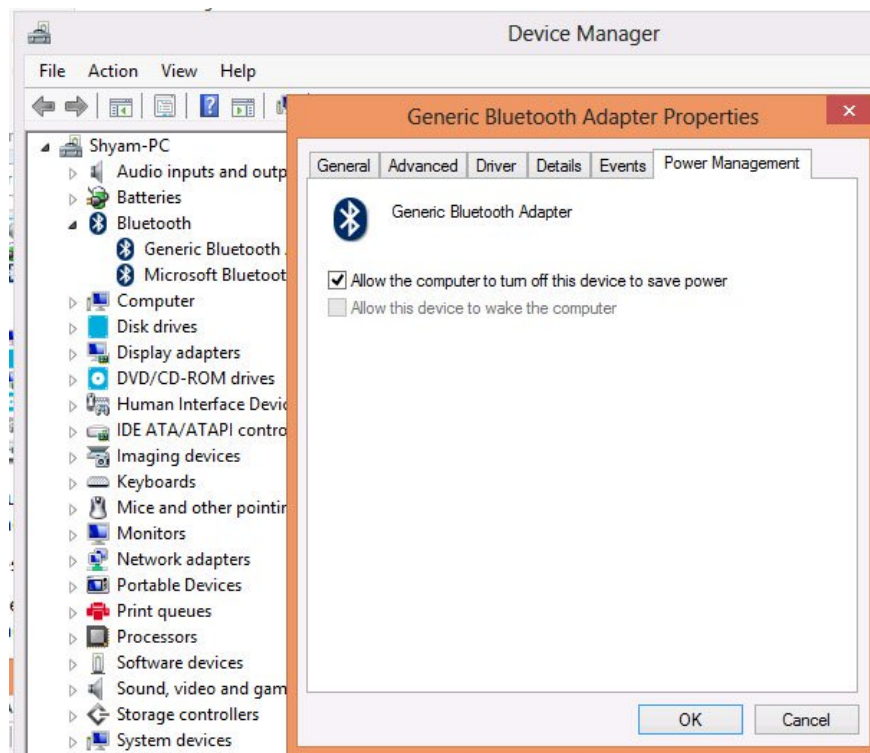 Device Manager
File Action View Help
Generic Bluetooth Adapter Properties
Shyam-PC
Audio inputs and outp
Batteries
Bluetooth
Generic Bluetooth
Microsoft Bluetoot
Computer
Disk drives
Display adapters
DVD/CD-ROM drives
Human Interface Devic
IDE ATA/ATAPI contro
Imaging devices
Keyboards
Mice and other pointin
Monitors
Network adapters
Portable Devices
Print queues
Processors
Software devices
Sound, video and gam
Storage controllers
System devices
General Advanced Driver Details Events Power Management
Generic Bluetooth Adapter
Allow the computer to turn off this device to save power
Allow this device to wake the computer
OK Cancel